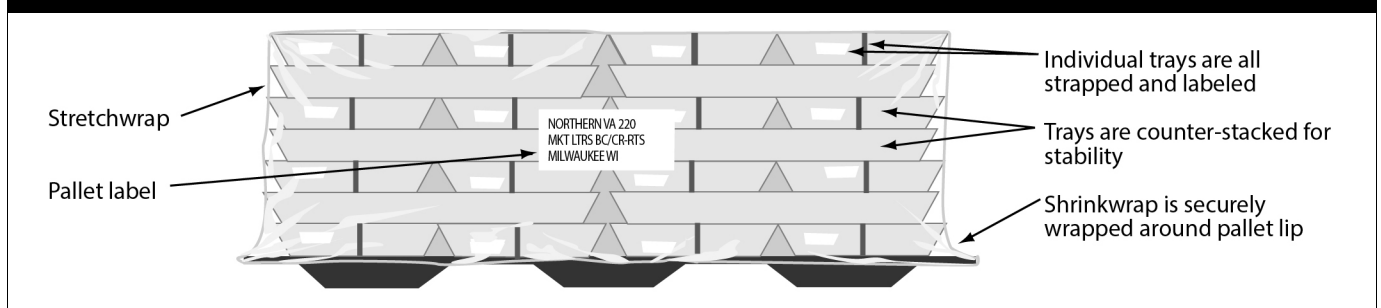 Stretchwrap
Pallet label
NORTHERN VA 220
MKT LTRS BC/CR-RTS
MILWAUKEE WI
Individual trays are all
strapped and labeled
Trays are counter-stacked for
stability
Shrinkwrap is securely
wrapped around pallet lip